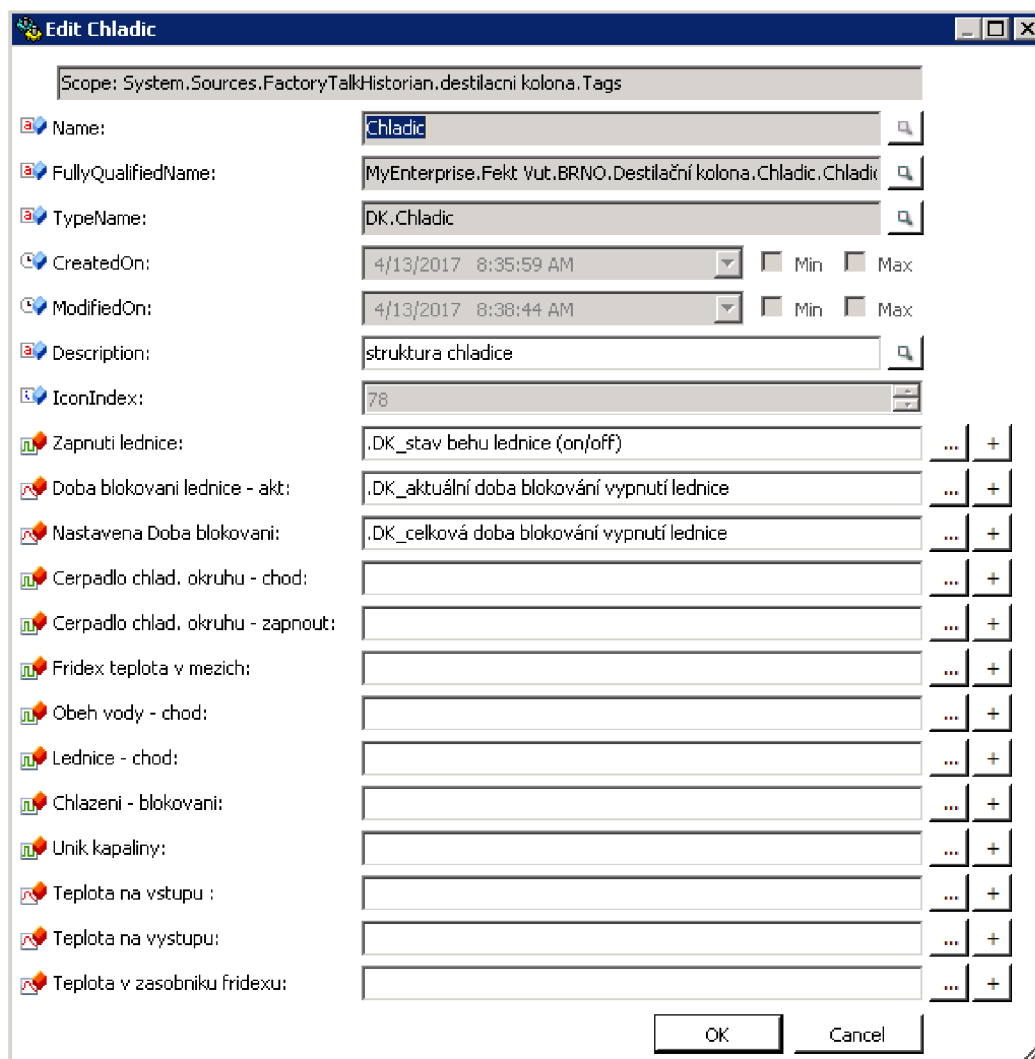 Edit Chladic
Scope: System.Sources.FactoryTalkHistorian.destilacni kolona.Tags
Name: Chladic
FullyQualifiedName: MyEnterprise.Fekt Vut.BRNO.Destilační kolona.Chladic.Chladic
TypeName: DK.Chladic
CreatedOn: 4/13/2017 8:35:59 AM Min Max
ModifiedOn: 4/13/2017 8:38:44 AM Min Max
Description: struktura chladice
IconIndex: 78
Zapnuti lednice: .DK_stav behu lednice (on/off) ... +
Doba blokovani lednice - akt: .DK_aktuální doba blokování vypnutí lednice ... +
Nastavena Doba blokovani: .DK_celková doba blokování vypnutí lednice ... +
Cerpadlo chlad. okruhu - chod: ... +
Cerpadlo chlad. okruhu - zapnout: ... +
Fridex teplota v mezich: ... +
Obeh vody - chod: ... +
Lednice - chod: ... +
Chlazeni - blokovani: ... +
Unik kapaliny: ... +
Teplota na vstupu : ... +
Teplota na vystupu: ... +
Teplota v zasobniku fridexu: ... +
OK Cancel